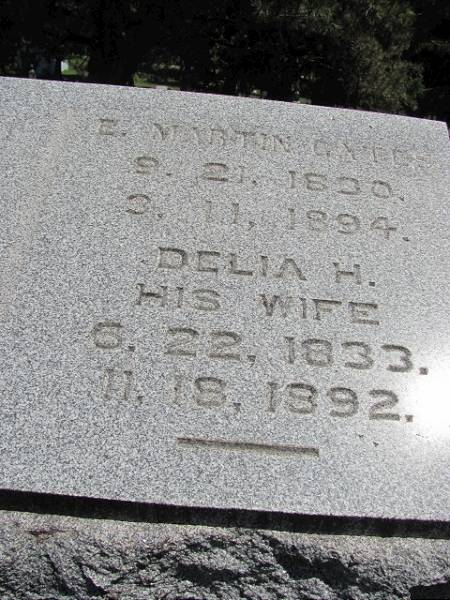 E. MARTIN GATES
9. 21. 1830.
3. 11, 1894.
DELIA H.
HIS WIFE
6. 22, 1833.
11. 18, 1892.